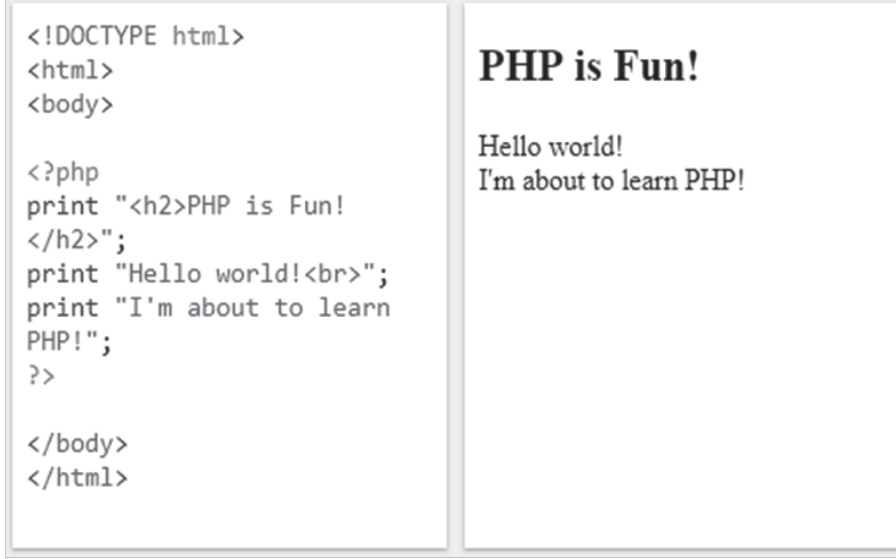 <!DOCTYPE html>
<html>
<body>
<?php
print "<h2>PHP is Fun!
</h2>";
print "Hello world!<br>";
print "I'm about to learn
PHP!";
?>
</body>
</html>
PHP is Fun!
Hello world!
I'm about to learn PHP!